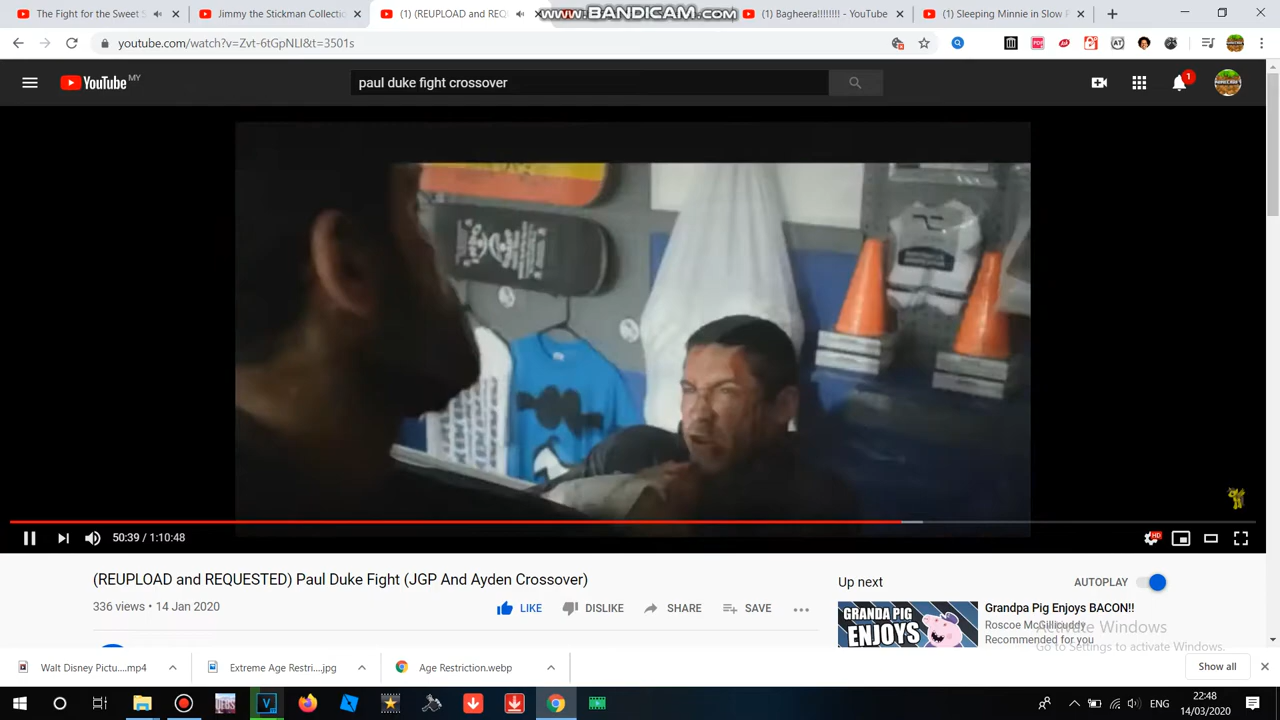 The Fight for the Sweet S
Jimmy the Stickman Collectio
(1) (REUPLOAD and REQ
www.BANDICAM.com
(1) Bagheera!!!!!!! - YouTube
(1) Sleeping Minnie in Slow P
youtube.com/watch?v=Zvt-6tGpNLI&t=3501s
YouTube MY
paul duke fight crossover
1
50:39 / 1:10:48
HD
(REUPLOAD and REQUESTED) Paul Duke Fight (JGP And Ayden Crossover)
336 views • 14 Jan 2020
LIKE
DISLIKE
SHARE
SAVE
Up next
AUTOPLAY
GRANDA PIG
ENJOYS
Grandpa Pig Enjoys BACON!!
Roscoe McGillicuddy
Recommended for you
Activate Windows
Go to Settings to activate Windows.
Walt Disney Pictu....mp4
Extreme Age Restri....jpg
Age Restriction.webp
Show all
ENG
22:48
14/03/2020